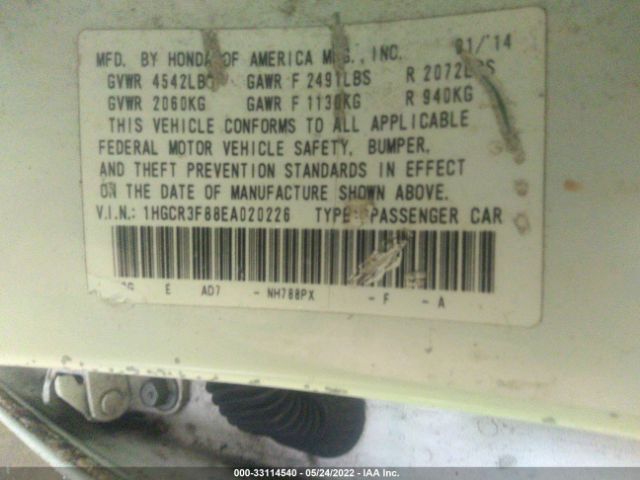 MFD. BY HONDA OF AMERICA MFG., INC. 01/'14
GVWR 4542LBS GAWR F 2491LBS R 2072LBS
GVWR 2060KG GAWR F 1130KG R 940KG
THIS VEHICLE CONFORMS TO ALL APPLICABLE
FEDERAL MOTOR VEHICLE SAFETY, BUMPER,
AND THEFT PREVENTION STANDARDS IN EFFECT
ON THE DATE OF MANUFACTURE SHOWN ABOVE.
V.I.N.: 1HGCR3F88EA020226 TYPE: PASSENGER CAR
E AD7 - NH788PX - F - A
000-33114540 - 05/24/2022 - IAA Inc.